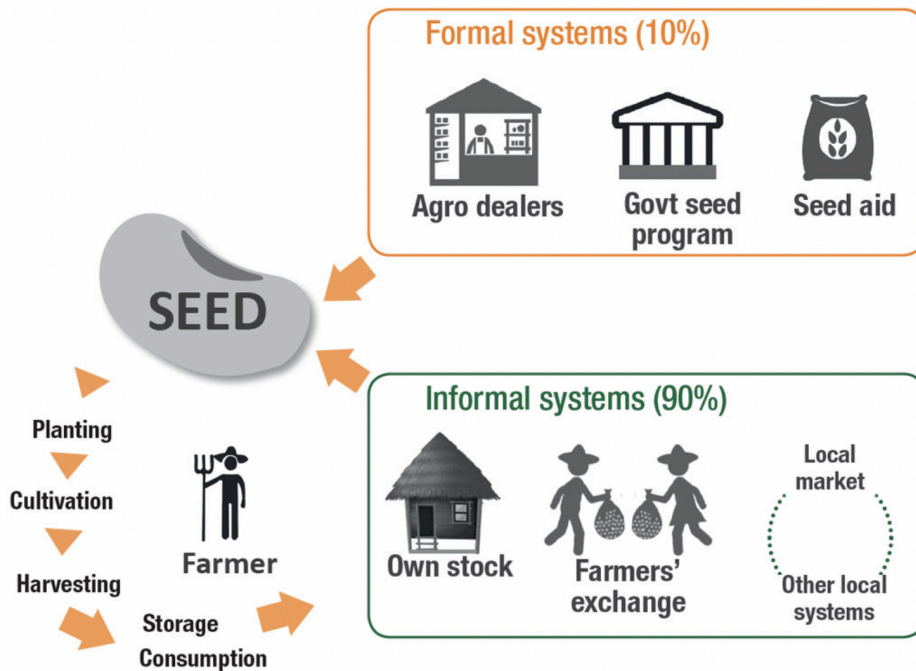 Formal systems (10%)
Agro dealers
Govt seed
program
Seed aid
SEED
Informal systems (90%)
Own stock
Farmers'
exchange
Local
market
Other local
systems
Planting
Cultivation
Harvesting
Farmer
Storage
Consumption